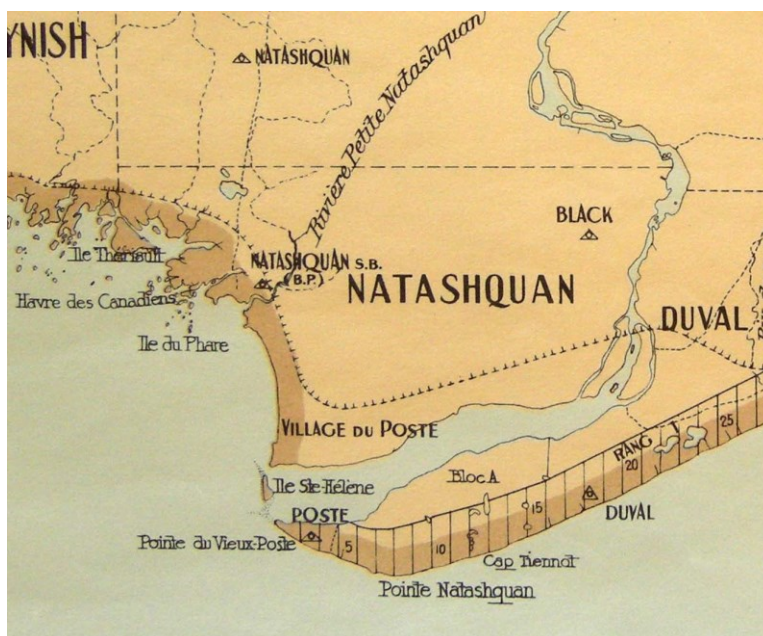 YNISH
NATASHQUAN
Rivière Petite Natashquan
BLACK
Ile Thériault
NATASHQUAN S.B.
(B.P.)
Havre des Canadiens
NATASHQUAN
DUVAL
Ile du Phare
VILLAGE DU POSTE
25
RANG I
20
Ile Ste-Hélène
Bloc A
15
POSTE
DUVAL
Pointe du Vieux-Poste
5
10
Cap Tiennot
Pointe Natashquan